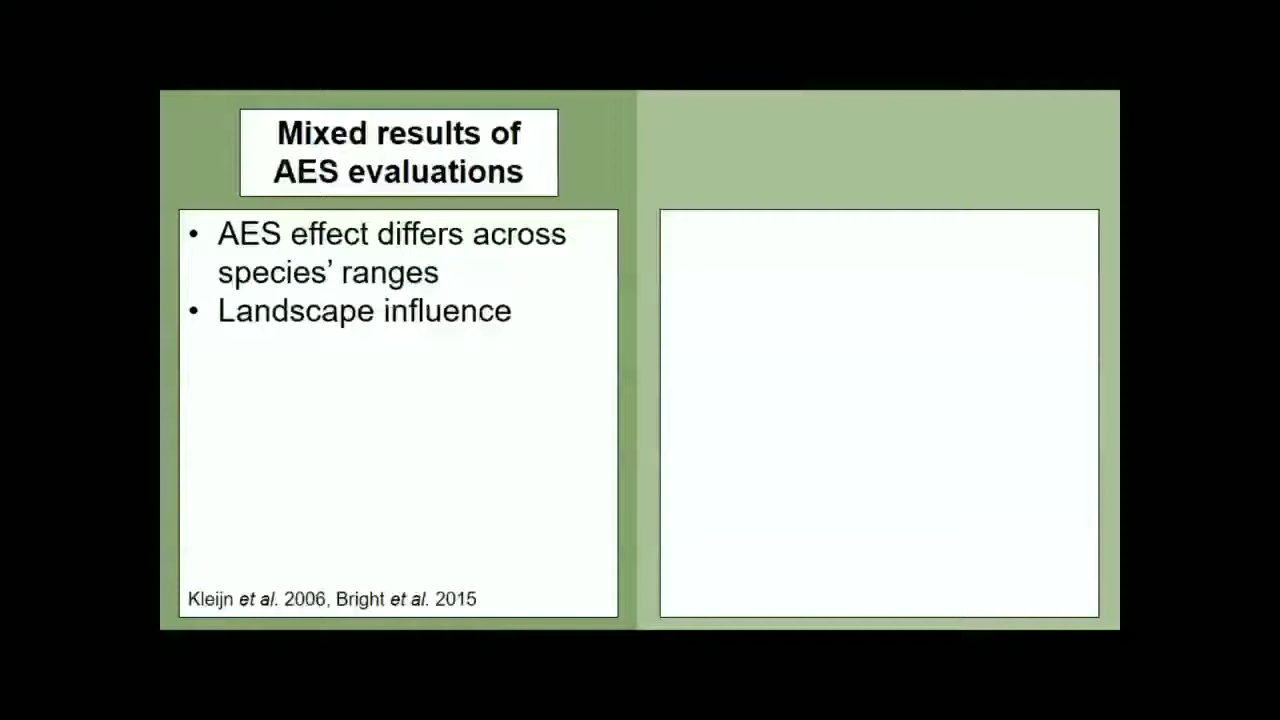 Mixed results of
AES evaluations
• AES effect differs across
species’ ranges
• Landscape influence
Kleijn et al. 2006, Bright et al. 2015